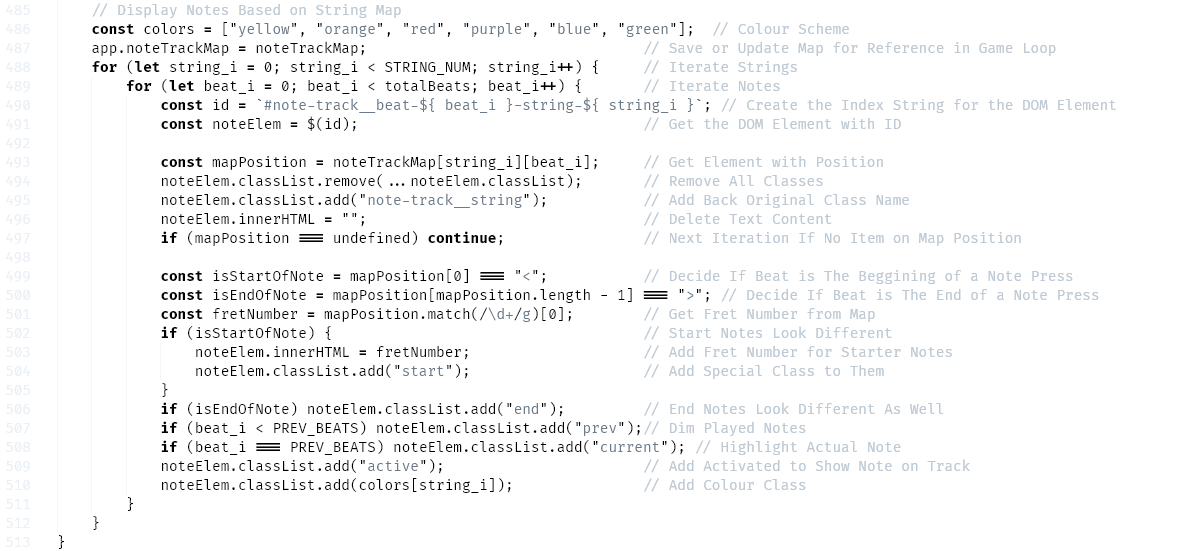 485 // Display Notes Based on String Map
486 const colors = ["yellow", "orange", "red", "purple", "blue", "green"]; // Colour Scheme
487 app.noteTrackMap = noteTrackMap; // Save or Update Map for Reference in Game Loop
488 for (let string_i = 0; string_i < STRING_NUM; string_i++) { // Iterate Strings
489 for (let beat_i = 0; beat_i < totalBeats; beat_i++) { // Iterate Notes
490 const id = `#note-track__beat-${ beat_i }-string-${ string_i }`; // Create the Index String for the DOM Element
491 const noteElem = $(id); // Get the DOM Element with ID
492
493 const mapPosition = noteTrackMap[string_i][beat_i]; // Get Element with Position
494 noteElem.classList.remove(...noteElem.classList); // Remove All Classes
495 noteElem.classList.add("note-track__string"); // Add Back Original Class Name
496 noteElem.innerHTML = ""; // Delete Text Content
497 if (mapPosition === undefined) continue; // Next Iteration If No Item on Map Position
498
499 const isStartOfNote = mapPosition[0] === "<"; // Decide If Beat is The Beggining of a Note Press
500 const isEndOfNote = mapPosition[mapPosition.length - 1] === ">"; // Decide If Beat is The End of a Note Press
501 const fretNumber = mapPosition.match(/\d+/g)[0]; // Get Fret Number from Map
502 if (isStartOfNote) { // Start Notes Look Different
503 noteElem.innerHTML = fretNumber; // Add Fret Number for Starter Notes
504 noteElem.classList.add("start"); // Add Special Class to Them
505 }
506 if (isEndOfNote) noteElem.classList.add("end"); // End Notes Look Different As Well
507 if (beat_i < PREV_BEATS) noteElem.classList.add("prev");// Dim Played Notes
508 if (beat_i === PREV_BEATS) noteElem.classList.add("current"); // Highlight Actual Note
509 noteElem.classList.add("active"); // Add Activated to Show Note on Track
510 noteElem.classList.add(colors[string_i]); // Add Colour Class
511 }
512 }
513 }